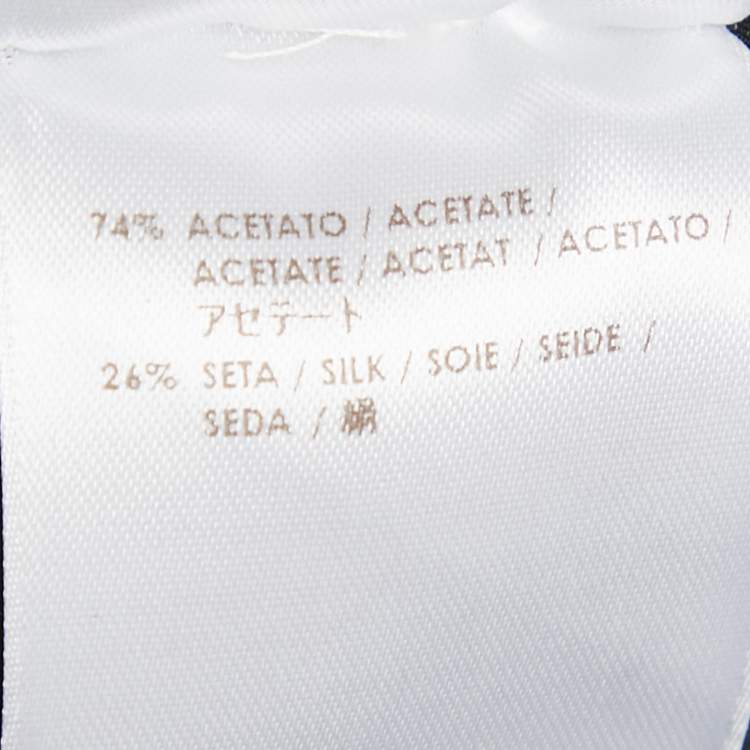 74% ACETATO / ACETATE /
ACETATE / ACETAT / ACETATO /
アセテート
26% SETA / SILK / SOIE / SEIDE /
SEDA / 絹